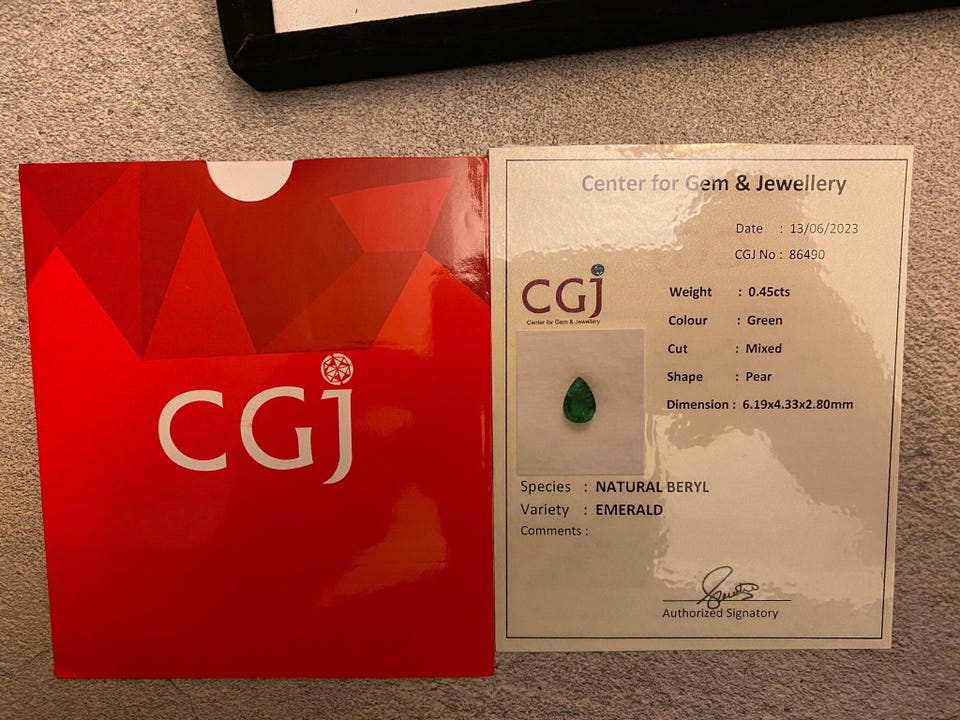 CGJ
Center for Gem & Jewellery
Date : 13/06/2023
CGJ No : 86490
CGJ
Center for Gem & Jewellery
Weight : 0.45cts
Colour : Green
Cut : Mixed
Shape : Pear
Dimension : 6.19x4.33x2.80mm
Species : NATURAL BERYL
Variety : EMERALD
Comments :
Authorized Signatory